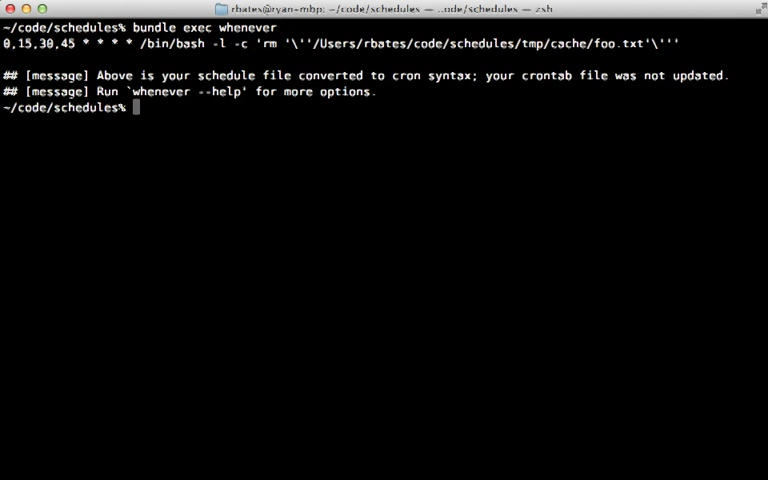 rbates@ryan-mbp: ~/code/schedules — ..ode/schedules — zsh
~/code/schedules% bundle exec whenever
0,15,30,45 * * * * /bin/bash -l -c 'rm '\''/Users/rbates/code/schedules/tmp/cache/foo.txt'\'''
## [message] Above is your schedule file converted to cron syntax; your crontab file was not updated.
## [message] Run `whenever --help' for more options.
~/code/schedules%